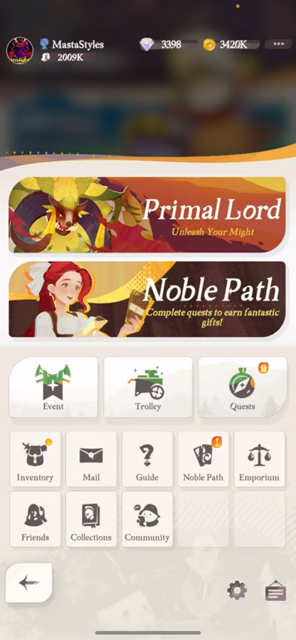 MastaStyles
3398
3420K
2009K
Primal Lord
Unleash Your Might
Noble Path
Complete quests to earn fantastic
gifts!
Event
Trolley
Quests
Inventory
Mail
Guide
Noble Path
Emporium
Friends
Collections
Community